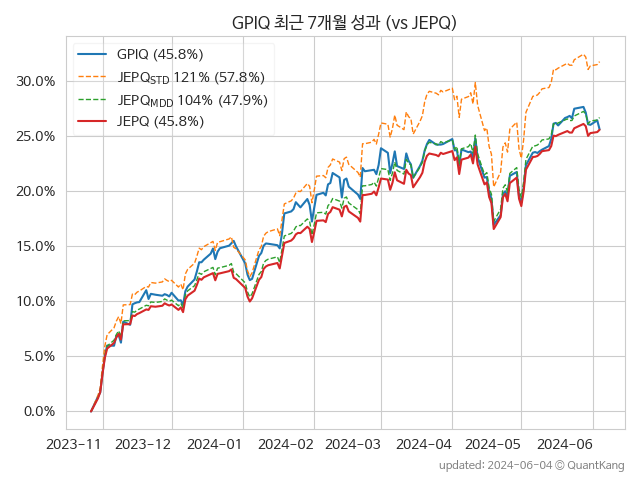 GPIQ 최근 7개월 성과 (vs JEPQ)
GPIQ (45.8%)
JEPQSTD 121% (57.8%)
JEPQMDD 104% (47.9%)
JEPQ (45.8%)
30.0%
25.0%
20.0%
15.0%
10.0%
5.0%
0.0%
2023-11 2023-12 2024-01 2024-02 2024-03 2024-04 2024-05 2024-06
updated: 2024-06-04 © QuantKang